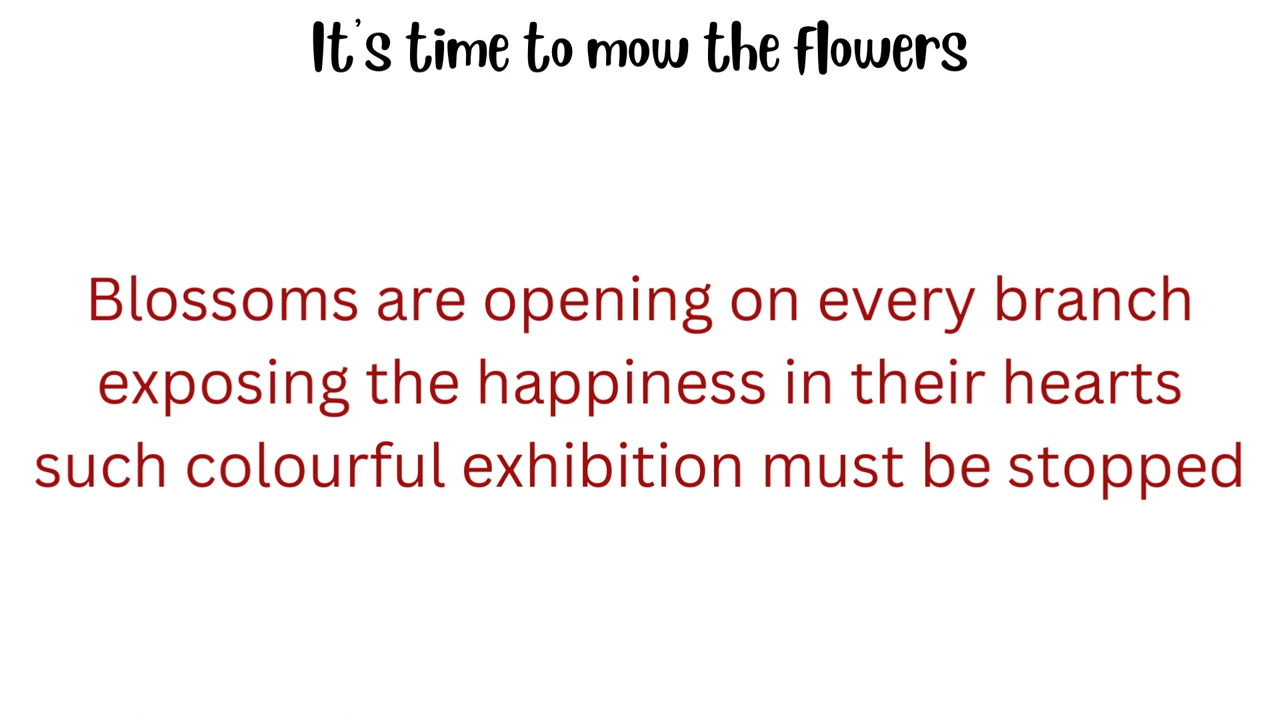 It's time to mow the flowers
Blossoms are opening on every branch
exposing the happiness in their hearts
such colourful exhibition must be stopped